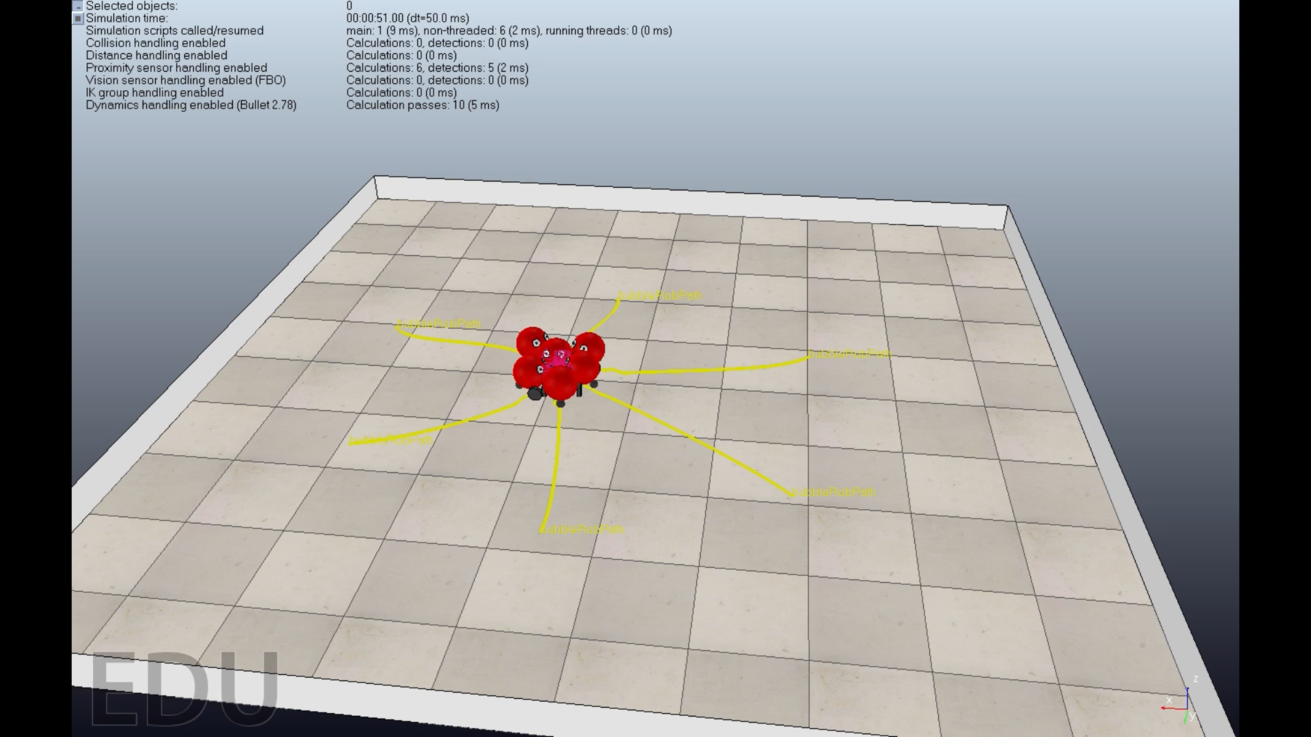 Selected objects: 0
Simulation time: 00:00:51.00 (dt=50.0 ms)
Simulation scripts called/resumed main: 1 (9 ms), non-threaded: 6 (2 ms), running threads: 0 (0 ms)
Collision handling enabled Calculations: 0, detections: 0 (0 ms)
Distance handling enabled Calculations: 0 (0 ms)
Proximity sensor handling enabled Calculations: 6, detections: 5 (2 ms)
Vision sensor handling enabled (FBO) Calculations: 0, detections: 0 (0 ms)
IK group handling enabled Calculations: 0 (0 ms)
Dynamics handling enabled (Bullet 2.78) Calculation passes: 10 (5 ms)
EDU
z
x
y